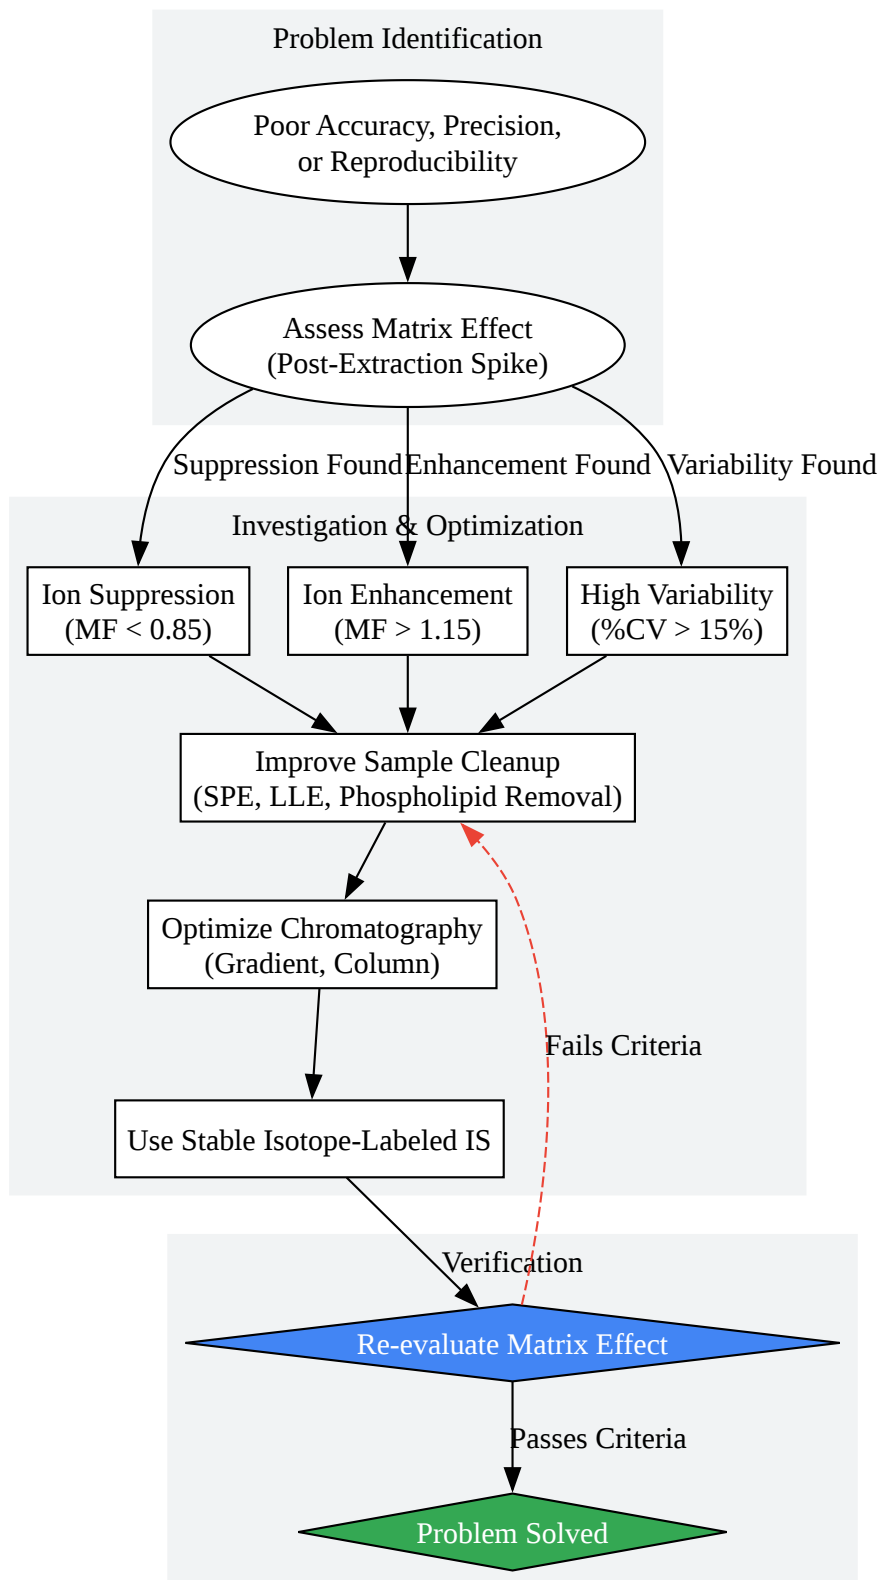 Problem Identification
Poor Accuracy, Precision,
or Reproducibility
Assess Matrix Effect
(Post-Extraction Spike)
Suppression Found
Enhancement Found
Variability Found
Investigation & Optimization
Ion Suppression
(MF < 0.85)
Ion Enhancement
(MF > 1.15)
High Variability
(%CV > 15%)
Improve Sample Cleanup
(SPE, LLE, Phospholipid Removal)
Optimize Chromatography
(Gradient, Column)
Fails Criteria
Use Stable Isotope-Labeled IS
Verification
Re-evaluate Matrix Effect
Passes Criteria
Problem Solved